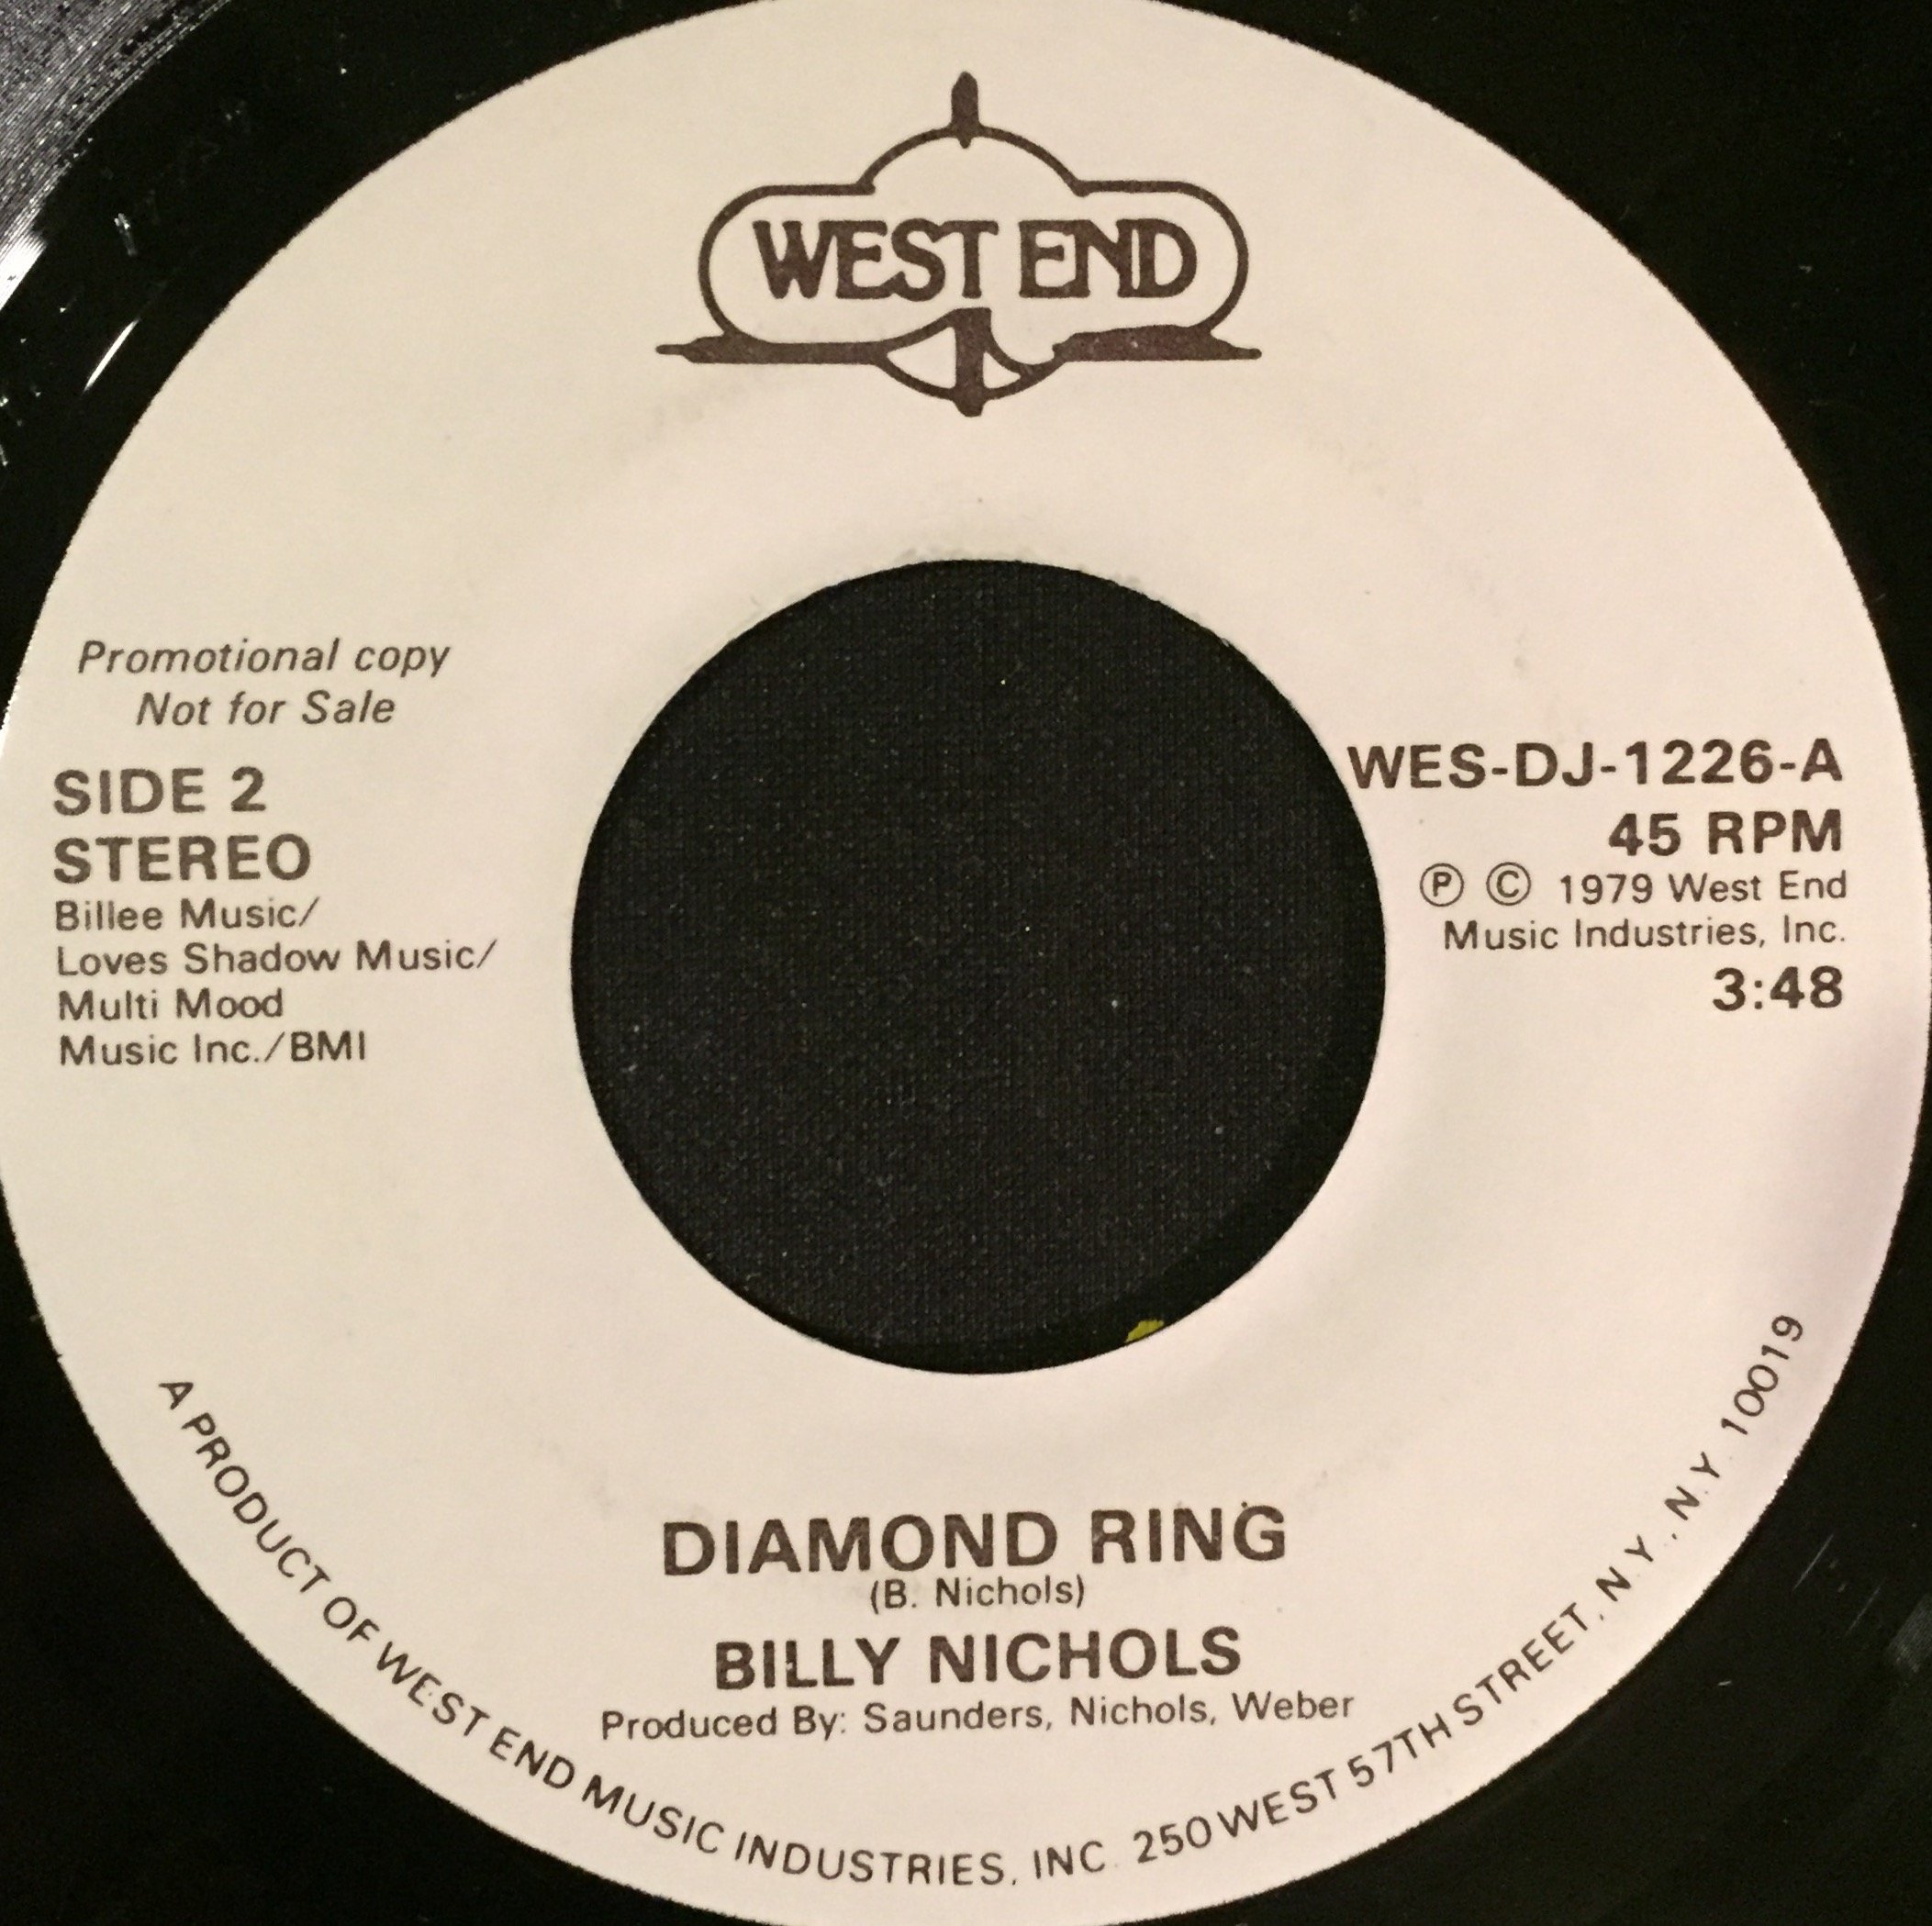 WEST END
Promotional copy
Not for Sale
SIDE 2
STEREO
Billee Music/
Loves Shadow Music/
Multi Mood
Music Inc./BMI
WES-DJ-1226-A
45 RPM
Ⓟ © 1979 West End
Music Industries, Inc.
3:48
DIAMOND RING
(B. Nichols)
BILLY NICHOLS
Produced By: Saunders, Nichols, Weber
A PRODUCT OF WEST END MUSIC INDUSTRIES, INC. 250 WEST 57TH STREET, N.Y., N.Y. 10019